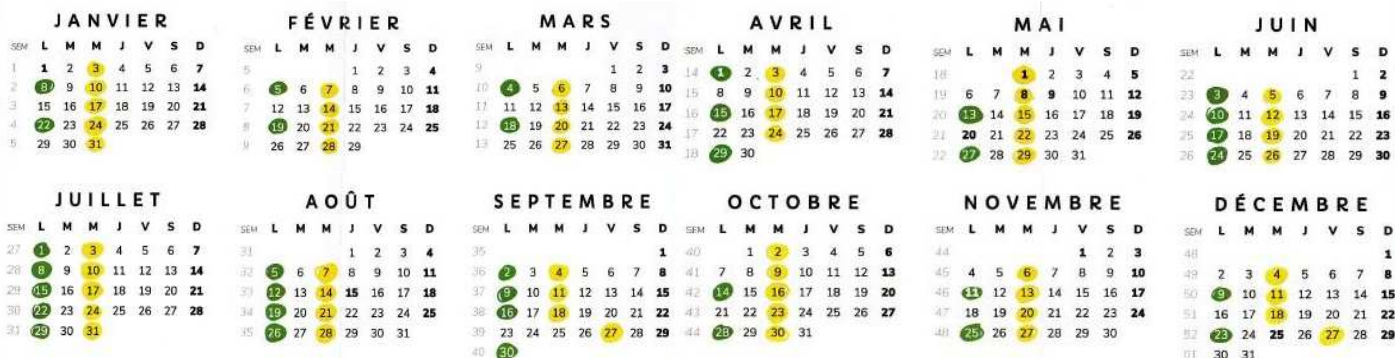 JANVIER
SEM L M M J V S D
1 1 2 3 4 5 6 7
2 8 9 10 11 12 13 14
3 15 16 17 18 19 20 21
4 22 23 24 25 26 27 28
5 29 30 31
FÉVRIER
SEM L M M J V S D
5 1 2 3 4
6 5 6 7 8 9 10 11
7 12 13 14 15 16 17 18
8 19 20 21 22 23 24 25
9 26 27 28 29
MARS
SEM L M M J V S D
9 1 2 3
10 4 5 6 7 8 9 10
11 11 12 13 14 15 16 17
12 18 19 20 21 22 23 24
13 25 26 27 28 29 30 31
AVRIL
SEM L M M J V S D
14 1 2 3 4 5 6 7
15 8 9 10 11 12 13 14
16 15 16 17 18 19 20 21
17 22 23 24 25 26 27 28
18 29 30
MAI
SEM L M M J V S D
18 1 2 3 4 5
19 6 7 8 9 10 11 12
20 13 14 15 16 17 18 19
21 20 21 22 23 24 25 26
22 27 28 29 30 31
JUIN
SEM L M M J V S D
22 1 2
23 3 4 5 6 7 8 9
24 10 11 12 13 14 15 16
25 17 18 19 20 21 22 23
26 24 25 26 27 28 29 30
JUILLET
SEM L M M J V S D
27 1 2 3 4 5 6 7
28 8 9 10 11 12 13 14
29 15 16 17 18 19 20 21
30 22 23 24 25 26 27 28
31 29 30 31
AOÛT
SEM L M M J V S D
31 1 2 3 4
32 5 6 7 8 9 10 11
33 12 13 14 15 16 17 18
34 19 20 21 22 23 24 25
35 26 27 28 29 30 31
SEPTEMBRE
SEM L M M J V S D
35 1
36 2 3 4 5 6 7 8
37 9 10 11 12 13 14 15
38 16 17 18 19 20 21 22
39 23 24 25 26 27 28 29
40 30
OCTOBRE
SEM L M M J V S D
40 1 2 3 4 5 6
41 7 8 9 10 11 12 13
42 14 15 16 17 18 19 20
43 21 22 23 24 25 26 27
44 28 29 30 31
NOVEMBRE
SEM L M M J V S D
44 1 2 3
45 4 5 6 7 8 9 10
46 11 12 13 14 15 16 17
47 18 19 20 21 22 23 24
48 25 26 27 28 29 30
DÉCEMBRE
SEM L M M J V S D
48 1
49 2 3 4 5 6 7 8
50 9 10 11 12 13 14 15
51 16 17 18 19 20 21 22
52 23 24 25 26 27 28 29
01 30 31